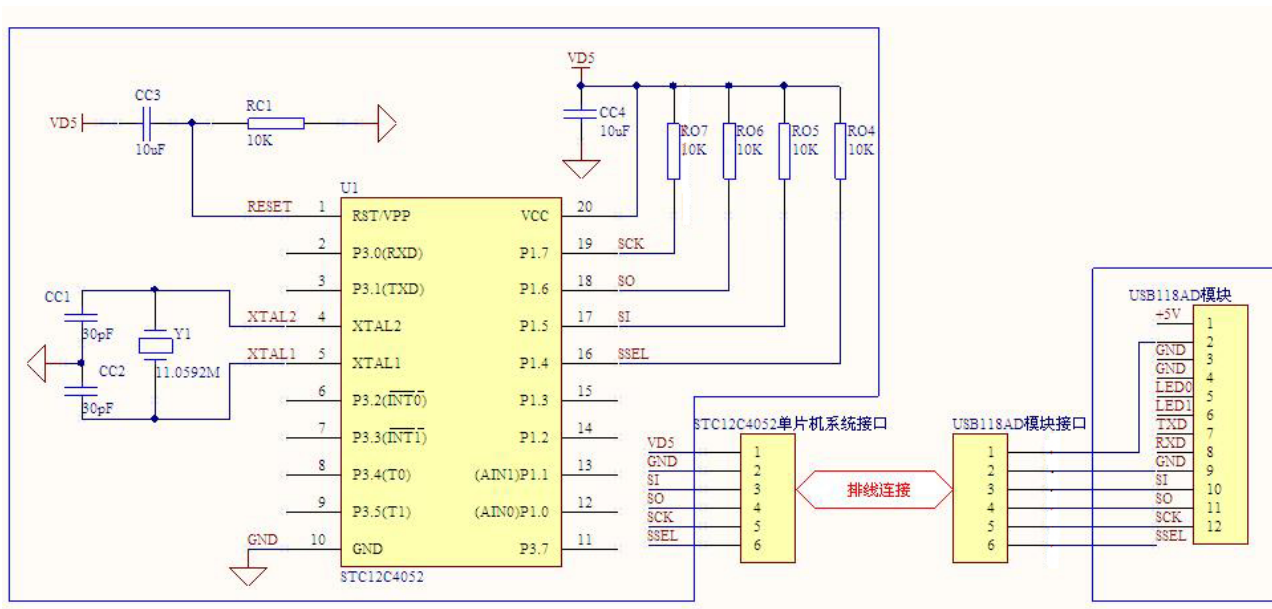 VD5
CC3
10uF
RC1
10K
VD5
CC4
10uF
RO7
10K
RO6
10K
RO5
10K
RO4
10K
U1
RESET 1 RST/VPP
2 P3.0(RXD)
3 P3.1(TXD)
XTAL2 4 XTAL2
XTAL1 5 XTAL1
6 P3.2(INT0)
7 P3.3(INT1)
8 P3.4(T0)
9 P3.5(T1)
GND 10 GND
VCC 20
P1.7 19 SCK
P1.6 18 SO
P1.5 17 SI
P1.4 16 SSEL
P1.3 15
P1.2 14
(AIN1)P1.1 13
(AIN0)P1.0 12
P3.7 11
STC12C4052
CC1
30pF
CC2
30pF
Y1
11.0592M
STC12C4052单片机系统接口
VD5 1
GND 2
SI 3
SO 4
SCK 5
SSEL 6
排线连接
USB118AD模块接口
1
2
3
4
5
6
USB118AD模块
+5V 1
2
GND 3
GND 4
LED0 5
LED1 6
TXD 7
RXD 8
GND 9
SI 10
SO 11
SCK 12
SSEL